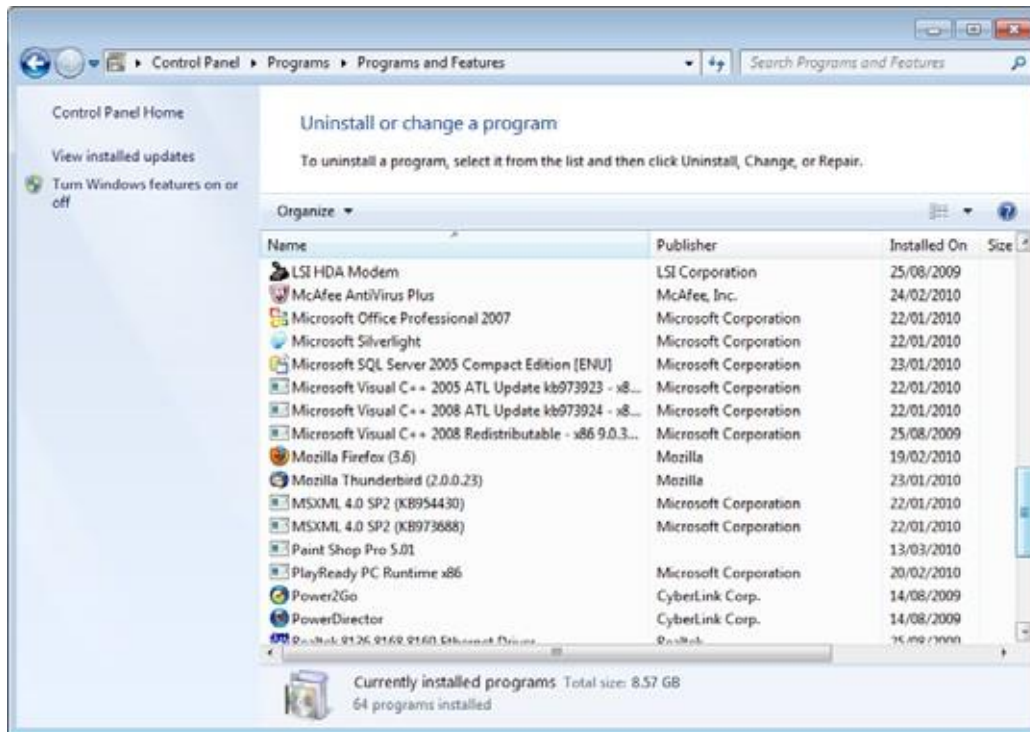 Control Panel ▸ Programs ▸ Programs and Features
Search Programs and Features
Control Panel Home
View installed updates
Turn Windows features on or
off
Uninstall or change a program
To uninstall a program, select it from the list and then click Uninstall, Change, or Repair.
Organize
Name Publisher Installed On Size
LSI HDA Modem LSI Corporation 25/08/2009
McAfee AntiVirus Plus McAfee, Inc. 24/02/2010
Microsoft Office Professional 2007 Microsoft Corporation 22/01/2010
Microsoft Silverlight Microsoft Corporation 22/01/2010
Microsoft SQL Server 2005 Compact Edition [ENU] Microsoft Corporation 23/01/2010
Microsoft Visual C++ 2005 ATL Update kb973923 - x8... Microsoft Corporation 22/01/2010
Microsoft Visual C++ 2008 ATL Update kb973924 - x8... Microsoft Corporation 22/01/2010
Microsoft Visual C++ 2008 Redistributable - x86 9.0.3... Microsoft Corporation 25/08/2009
Mozilla Firefox (3.6) Mozilla 19/02/2010
Mozilla Thunderbird (2.0.0.23) Mozilla 23/01/2010
MSXML 4.0 SP2 (KB954430) Microsoft Corporation 22/01/2010
MSXML 4.0 SP2 (KB973688) Microsoft Corporation 22/01/2010
Paint Shop Pro 5.01 13/03/2010
PlayReady PC Runtime x86 Microsoft Corporation 20/02/2010
Power2Go CyberLink Corp. 14/08/2009
PowerDirector CyberLink Corp. 14/08/2009
Realtek Ethernet Driver Realtek
Currently installed programs Total size: 8.57 GB
64 programs installed